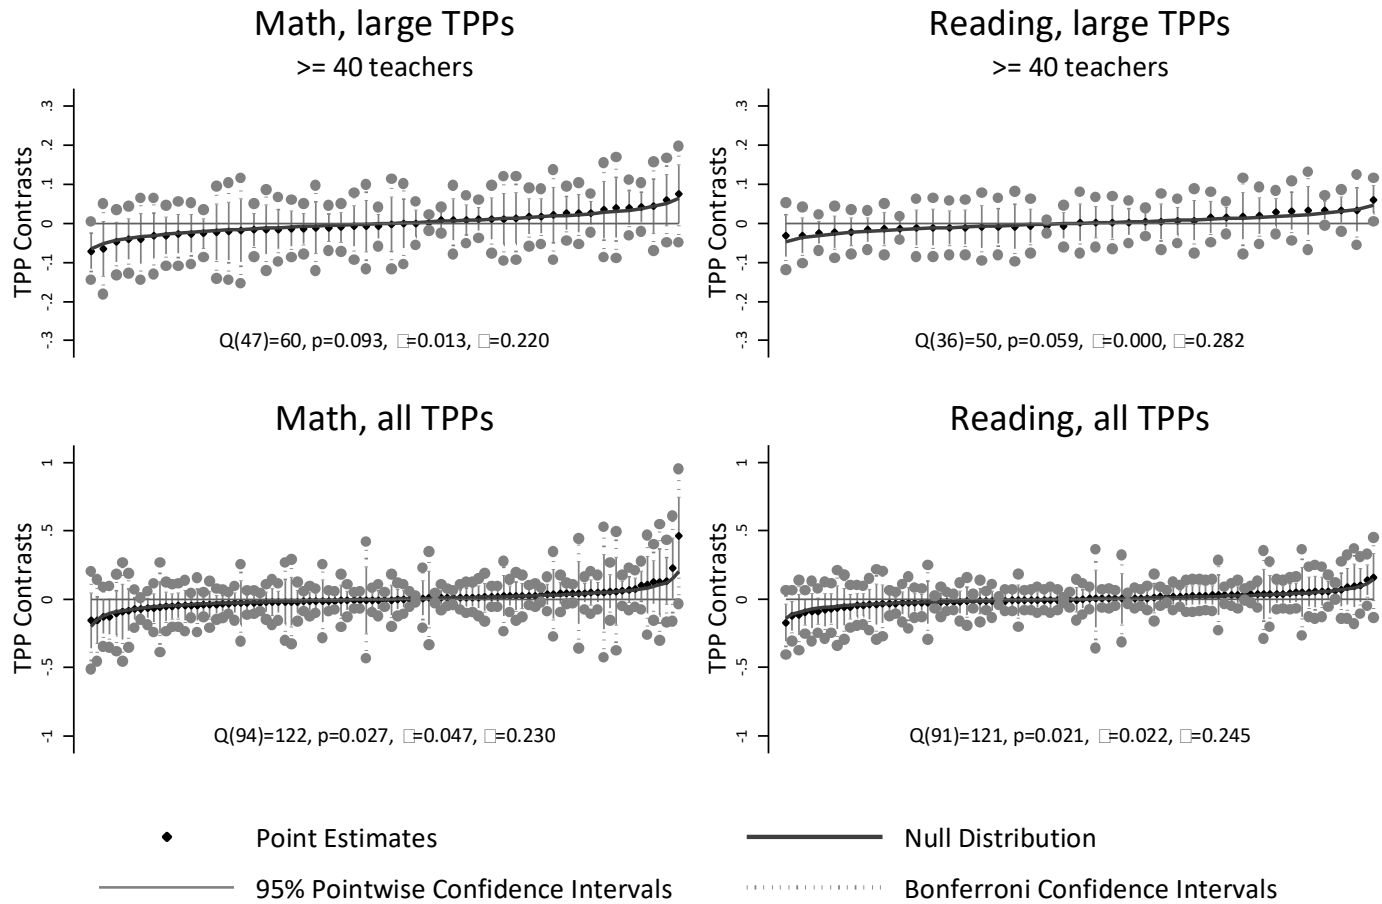 Math, large TPPs
>= 40 teachers
TPP Contrasts
.3
.2
.1
0
-.1
-.2
-.3
Q(47)=60, p=0.093, □=0.013, □=0.220
Reading, large TPPs
>= 40 teachers
TPP Contrasts
.3
.2
.1
0
-.1
-.2
-.3
Q(36)=50, p=0.059, □=0.000, □=0.282
Math, all TPPs
TPP Contrasts
1
.5
0
-.5
-1
Q(94)=122, p=0.027, □=0.047, □=0.230
Reading, all TPPs
TPP Contrasts
1
.5
0
-.5
-1
Q(91)=121, p=0.021, □=0.022, □=0.245
Point Estimates
Null Distribution
95% Pointwise Confidence Intervals
Bonferroni Confidence Intervals